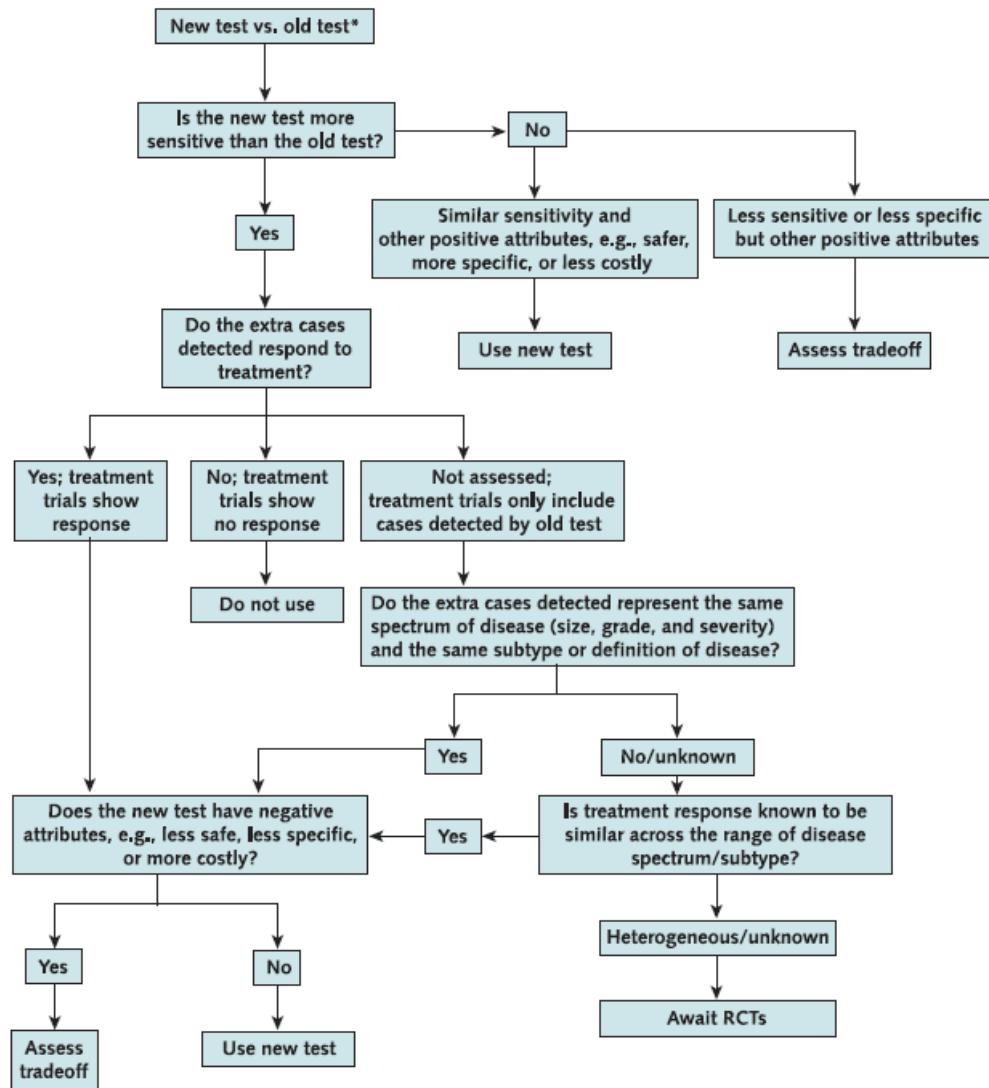 New test vs. old test*
Is the new test more
sensitive than the old test?
No
Yes
Similar sensitivity and
other positive attributes, e.g., safer,
more specific, or less costly
Less sensitive or less specific
but other positive attributes
Do the extra cases
detected respond to
treatment?
Use new test
Assess tradeoff
Yes; treatment
trials show
response
No; treatment
trials show
no response
Not assessed;
treatment trials only include
cases detected by old test
Do not use
Do the extra cases detected represent the same
spectrum of disease (size, grade, and severity)
and the same subtype or definition of disease?
Yes
No/unknown
Does the new test have negative
attributes, e.g., less safe, less specific,
or more costly?
Yes
Is treatment response known to be
similar across the range of disease
spectrum/subtype?
Yes
No
Heterogeneous/unknown
Assess
tradeoff
Use new test
Await RCTs